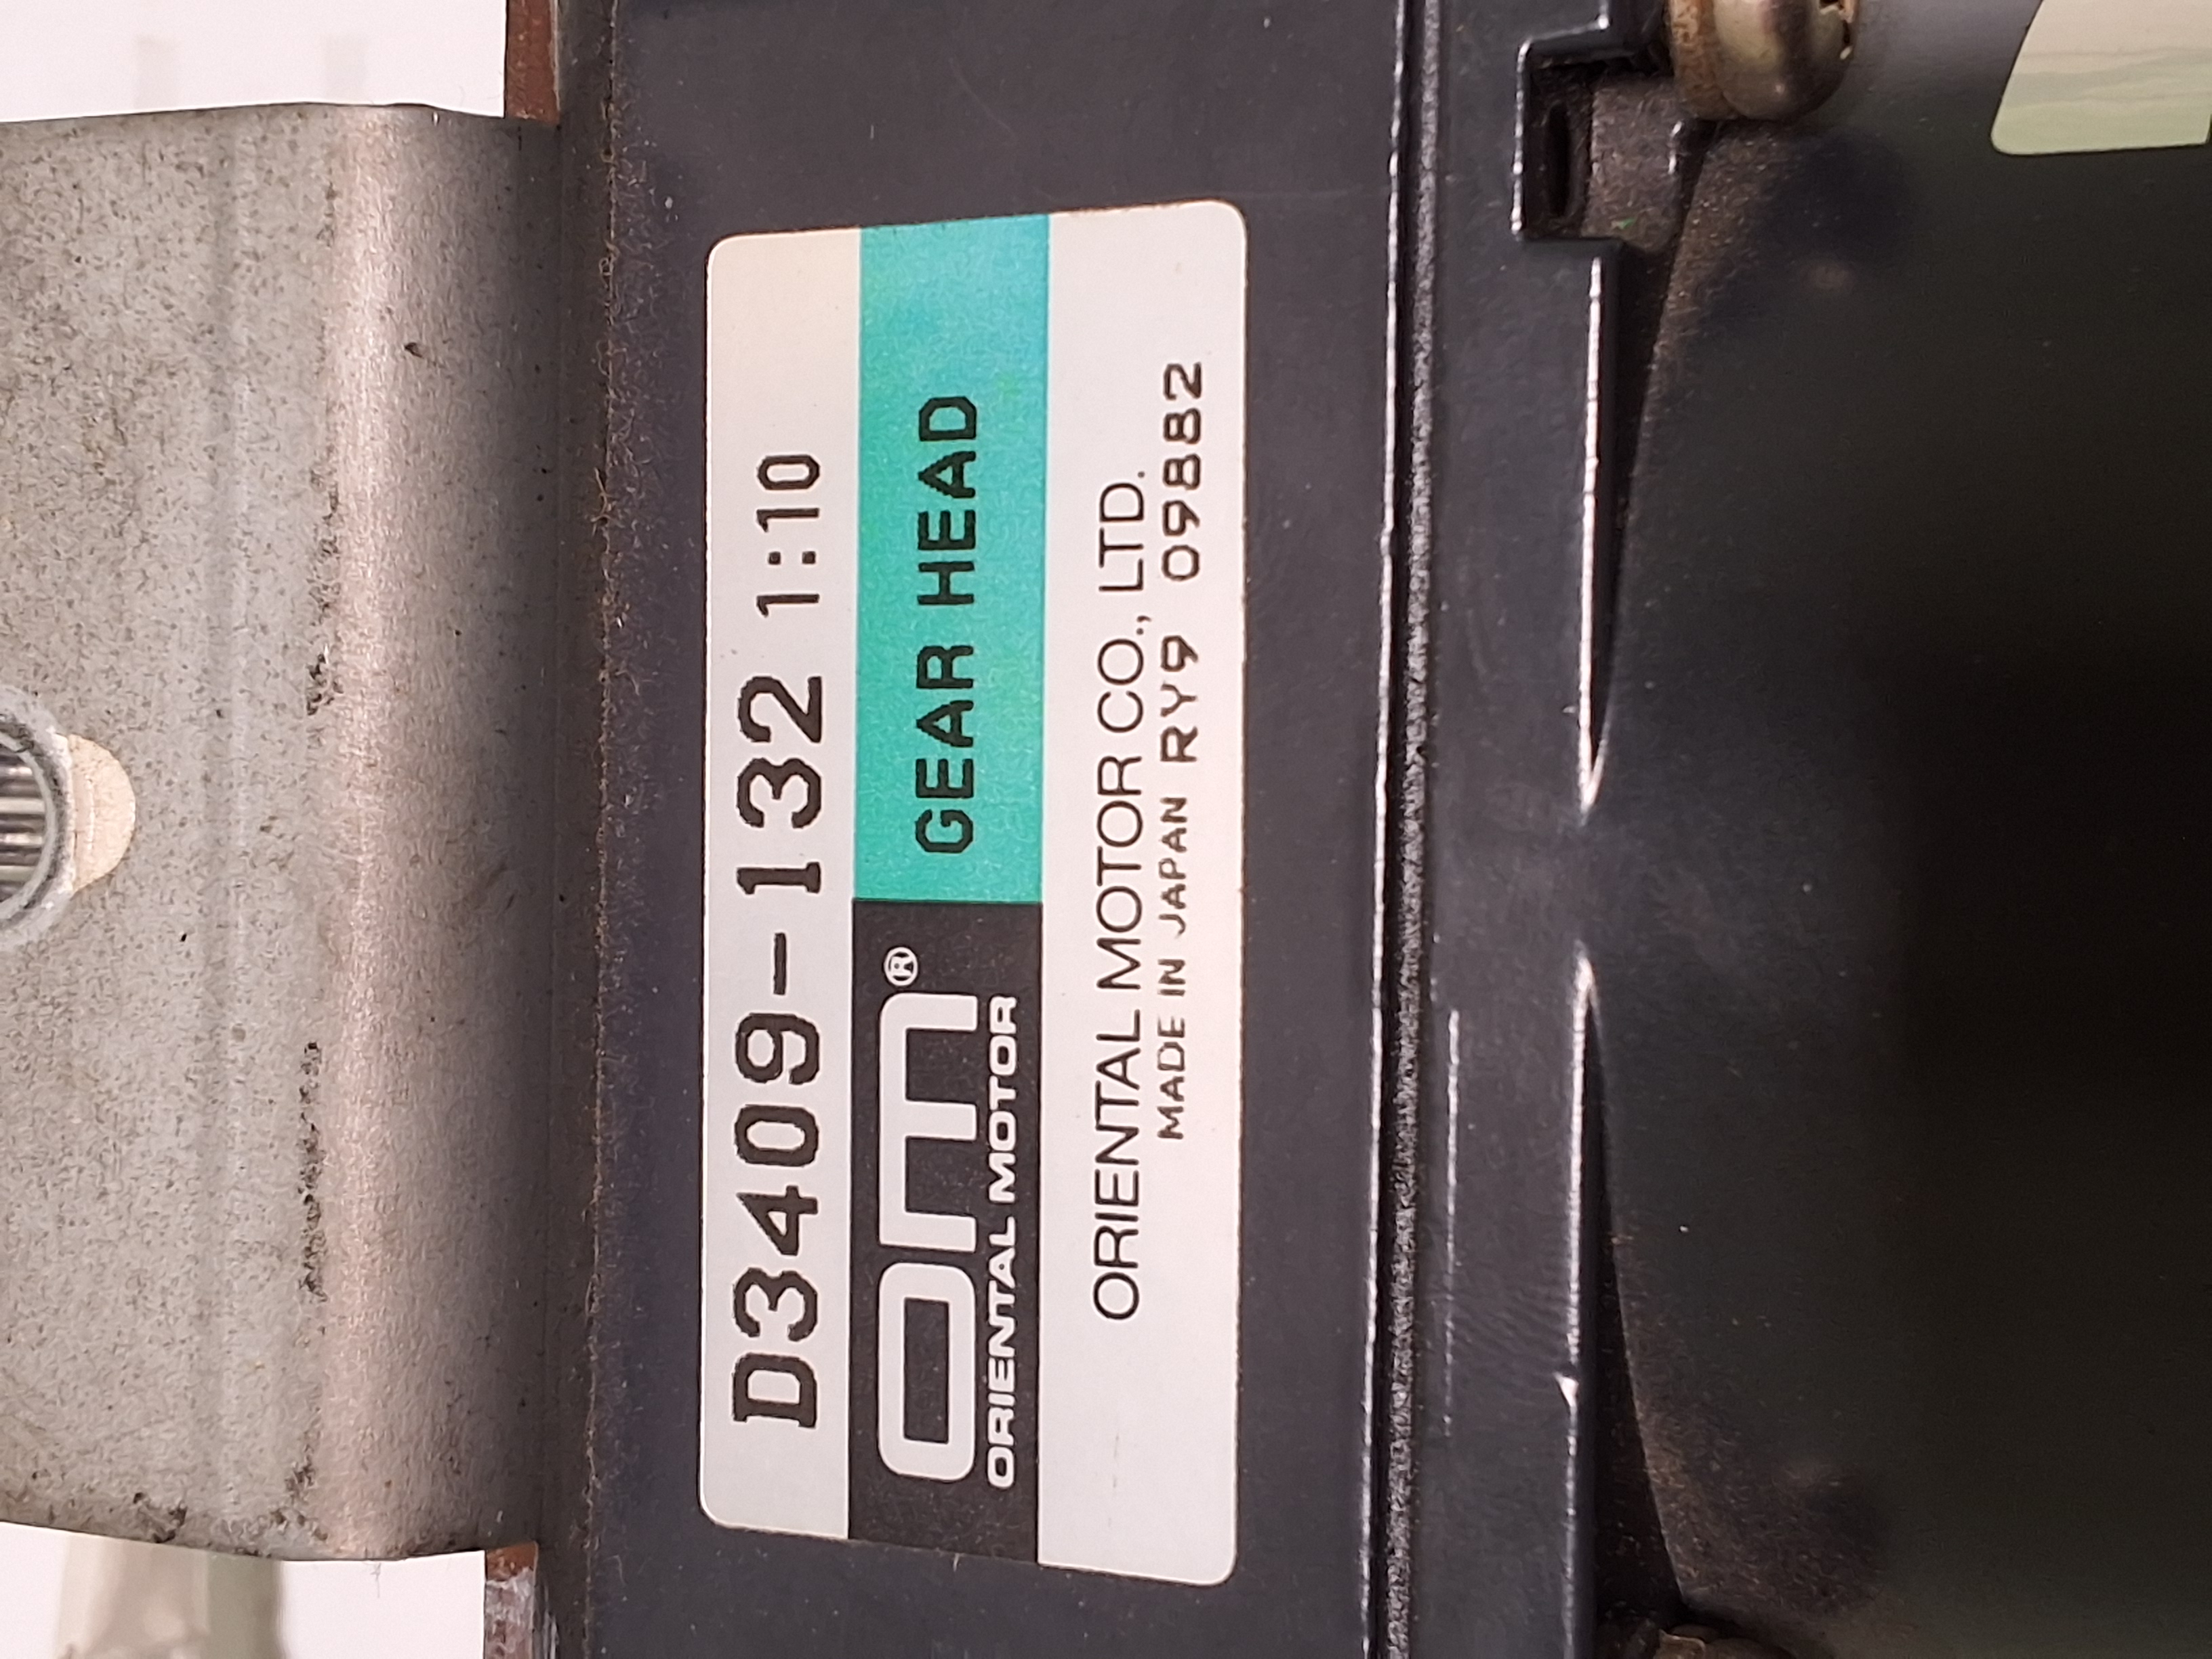 D3409-132 1:10
om®
ORIENTAL MOTOR
GEAR HEAD
ORIENTAL MOTOR CO., LTD.
MADE IN JAPAN RY9 09882